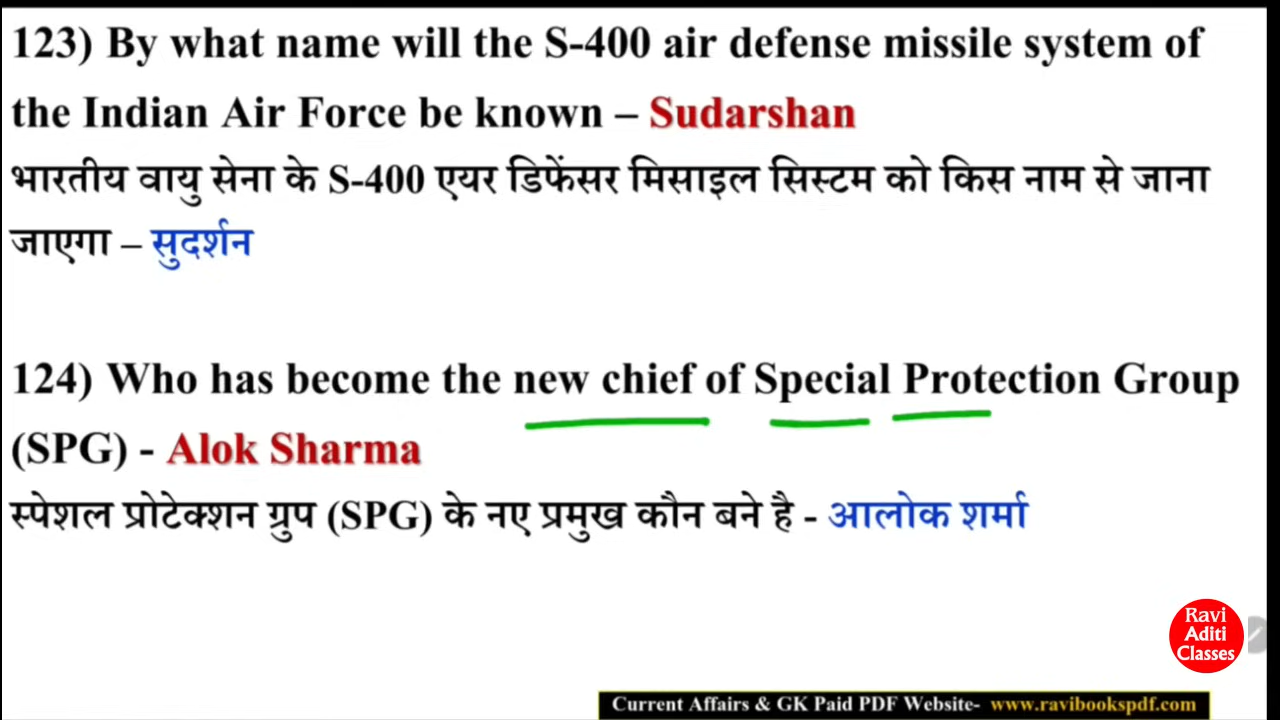 123) By what name will the S-400 air defense missile system of
the Indian Air Force be known – Sudarshan
भारतीय वायु सेना के S-400 एयर डिफेंसर मिसाइल सिस्टम को किस नाम से जाना
जाएगा – सुदर्शन
124) Who has become the new chief of Special Protection Group
(SPG) - Alok Sharma
स्पेशल प्रोटेक्शन ग्रुप (SPG) के नए प्रमुख कौन बने है - आलोक शर्मा
Ravi
Aditi
Classes
Current Affairs & GK Paid PDF Website- www.ravibookspdf.com